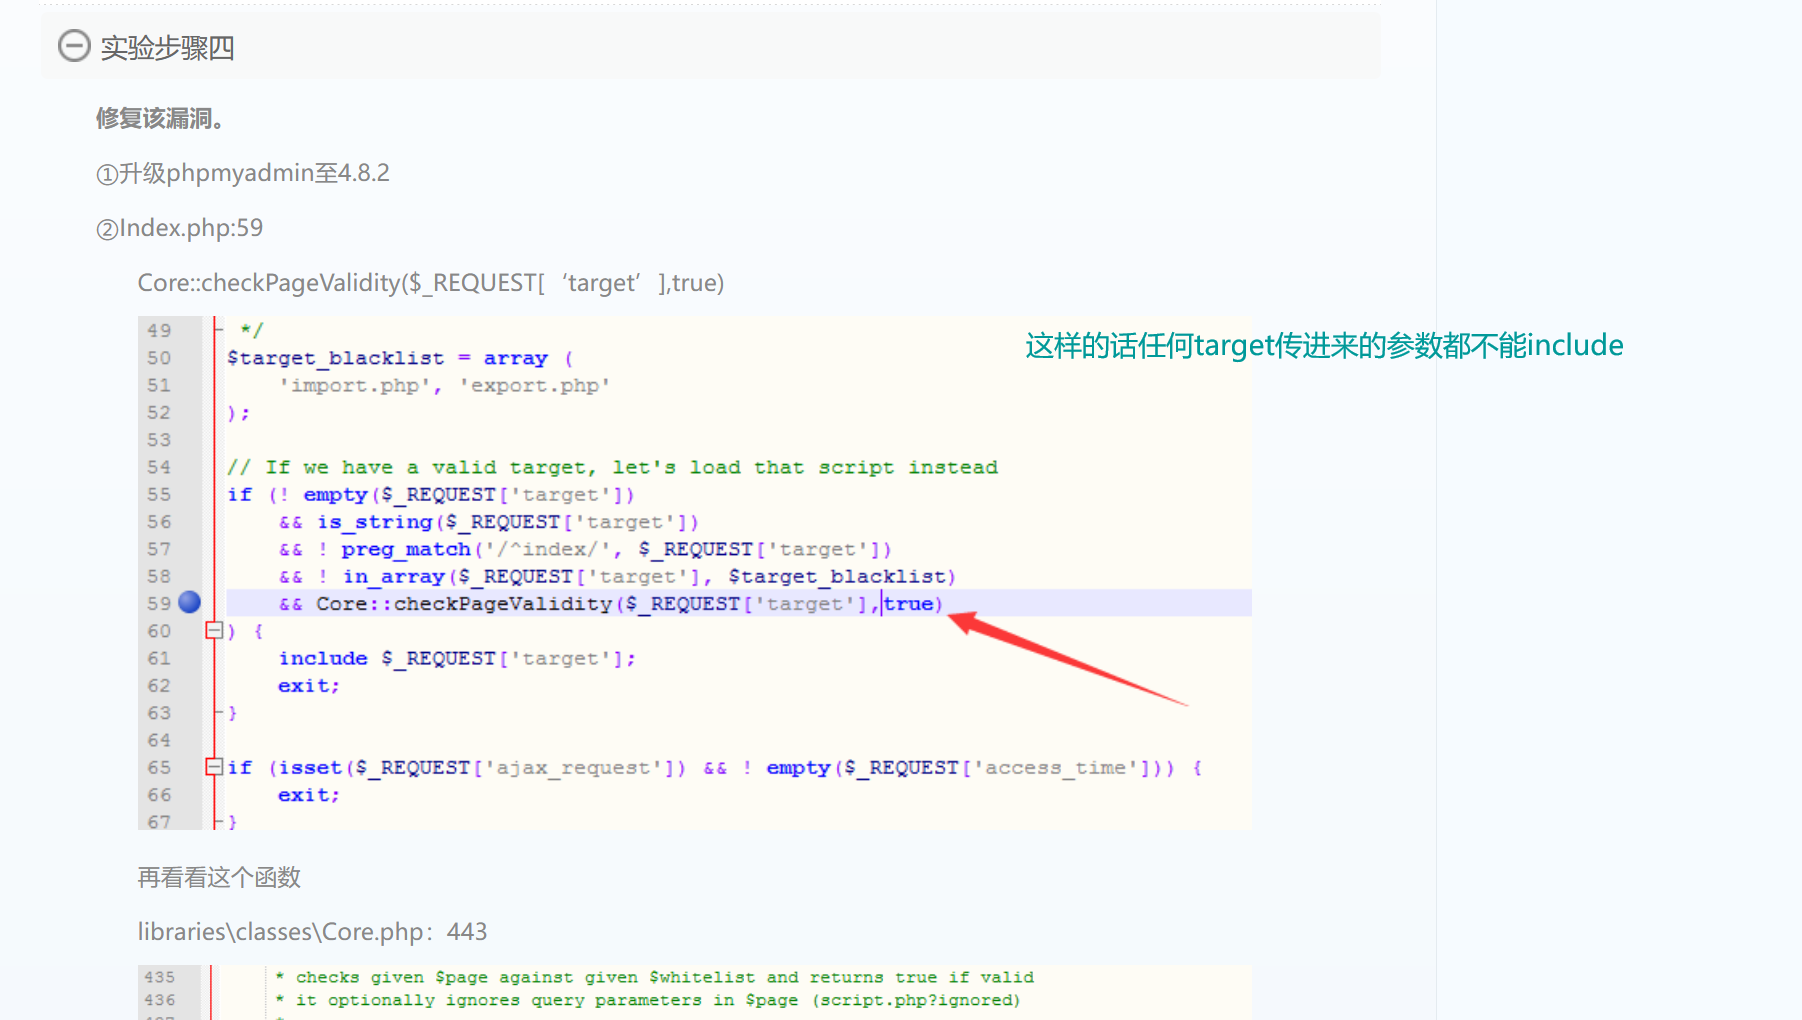 实验步骤四
修复该漏洞。
①升级phpmyadmin至4.8.2
②Index.php:59
Core::checkPageValidity($_REQUEST[‘target’],true)
这样的话任何target传进来的参数都不能include
49 */
50 $target_blacklist = array (
51 'import.php', 'export.php'
52 );
53
54 // If we have a valid target, let's load that script instead
55 if (! empty($_REQUEST['target'])
56 && is_string($_REQUEST['target'])
57 && ! preg_match('/^index/', $_REQUEST['target'])
58 && ! in_array($_REQUEST['target'], $target_blacklist)
59 && Core::checkPageValidity($_REQUEST['target'],true)
60 ) {
61 include $_REQUEST['target'];
62 exit;
63 }
64
65 if (isset($_REQUEST['ajax_request']) && ! empty($_REQUEST['access_time'])) {
66 exit;
67 }
再看看这个函数
libraries\classes\Core.php：443
435 * checks given $page against given $whitelist and returns true if valid
436 * it optionally ignores query parameters in $page (script.php?ignored)